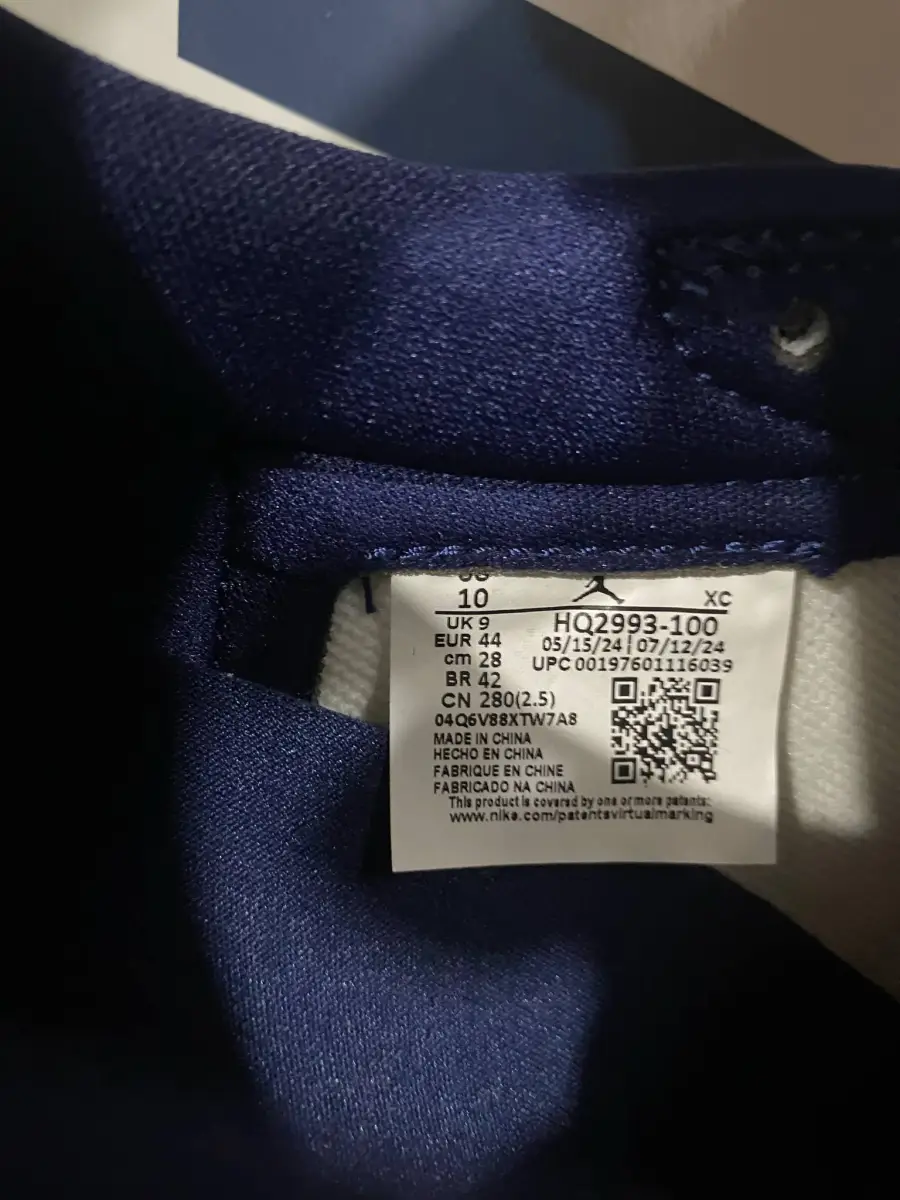 10
XC
UK 9
HQ2993-100
EUR 44
05/15/24|07/12/24
cm 28
UPC 00197601116039
BR 42
CN 280(2.5)
04Q6V88XTW7A8
MADE IN CHINA
HECHO EN CHINA
FABRIQUE EN CHINE
FABRICADO NA CHINA
This product is covered by one or more patents:
www.nike.com/patentsvirtualmarking